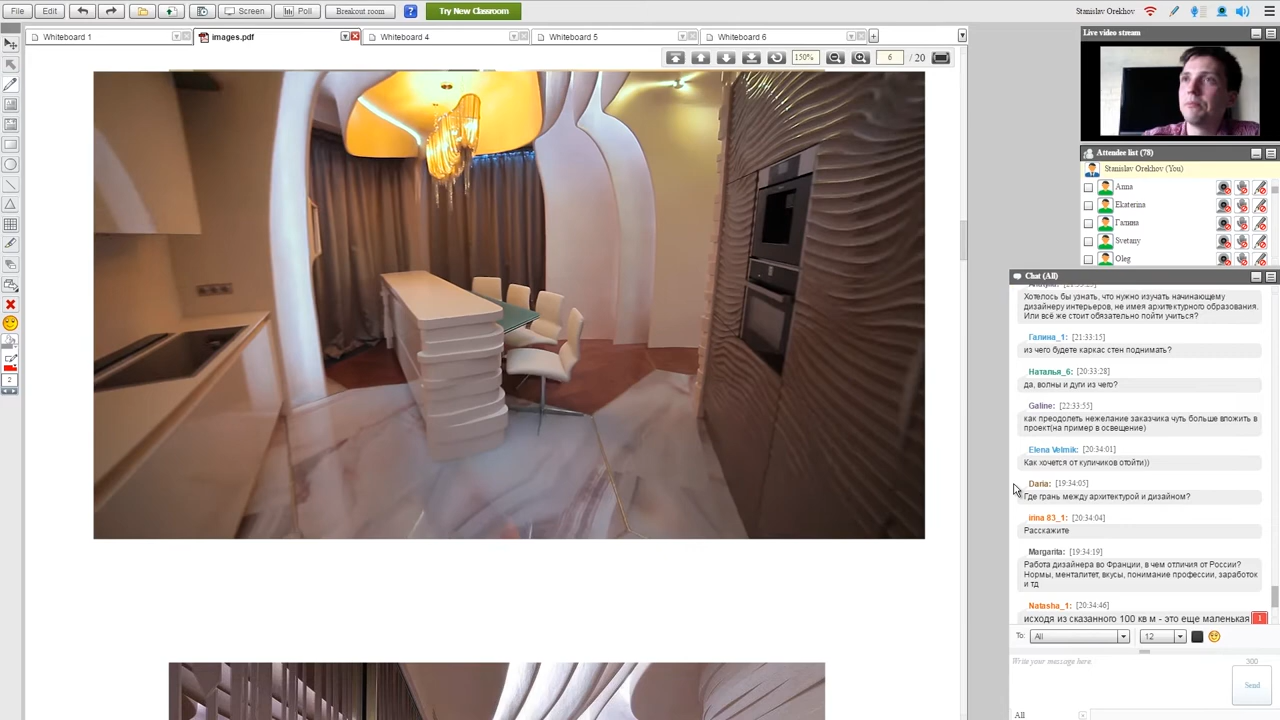 File
Edit
Screen
Poll
Breakout room
?
Try New Classroom
Stanislav Orekhov
Whiteboard 1
images.pdf
Whiteboard 4
Whiteboard 5
Whiteboard 6
150%
6
/ 20
Live video stream
Attendee list (78)
Stanislav Orekhov (You)
Anna
Ekaterina
Галина
Svetany
Oleg
Chat (All)
Хотелось бы узнать, что нужно изучать начинающему
дизайнеру интерьеров, не имея архитектурного образования.
Или всё же стоит обязательно пойти учиться?
Галина_1: [21:33:15]
из чего будете каркас стен поднимать?
Наталья_6: [20:33:28]
да, волны и дуги из чего?
Galine: [22:33:55]
как преодолеть нежелание заказчика чуть больше вложить в
проект(на пример в освещение)
Elena Velmik: [20:34:01]
Как хочется от куличиков отойти))
Daria: [19:34:05]
Где грань между архитектурой и дизайном?
irina 83_1: [20:34:04]
Расскажите
Margarita: [19:34:19]
Работа дизайнера во Франции, в чем отличия от России?
Нормы, менталитет, вкусы, понимание профессии, заработок
и тд
Natasha_1: [20:34:46]
исходя из сказанного 100 кв м - это еще маленькая
1
To:
All
12
Write your message here.
300
Send
All
2